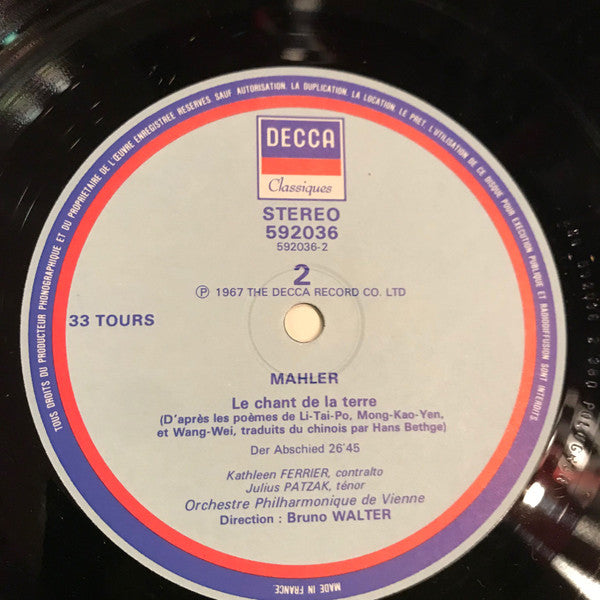 TOUS DROITS DU PRODUCTEUR PHONOGRAPHIQUE ET DU PROPRIETAIRE DE L'ŒUVRE ENREGISTREE RESERVES SAUF AUTORISATION. LA DUPLICATION, LA LOCATION, LE PRET, L'UTILISATION DE CE DISQUE POUR EXECUTION PUBLIQUE ET RADIODIFFUSION SONT INTERDITS
DECCA
Classiques
STEREO
592036
592036-2
2
℗ 1967 THE DECCA RECORD CO. LTD
33 TOURS
MAHLER
Le chant de la terre
(D'après les poèmes de Li-Tai-Po, Mong-Kao-Yen,
et Wang-Wei, traduits du chinois par Hans Bethge)
Der Abschied 26'45
Kathleen FERRIER, contralto
Julius PATZAK, ténor
Orchestre Philharmonique de Vienne
Direction : Bruno WALTER
MADE IN FRANCE